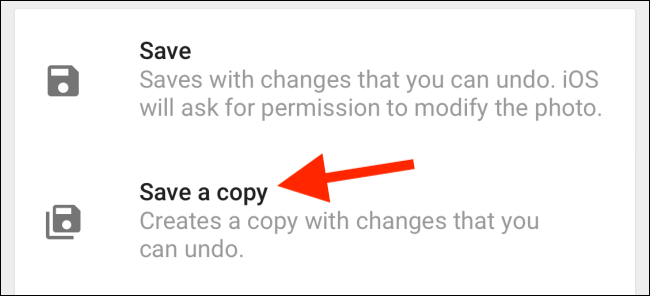 Save
Saves with changes that you can undo. iOS
will ask for permission to modify the photo.
Save a copy
Creates a copy with changes that you
can undo.